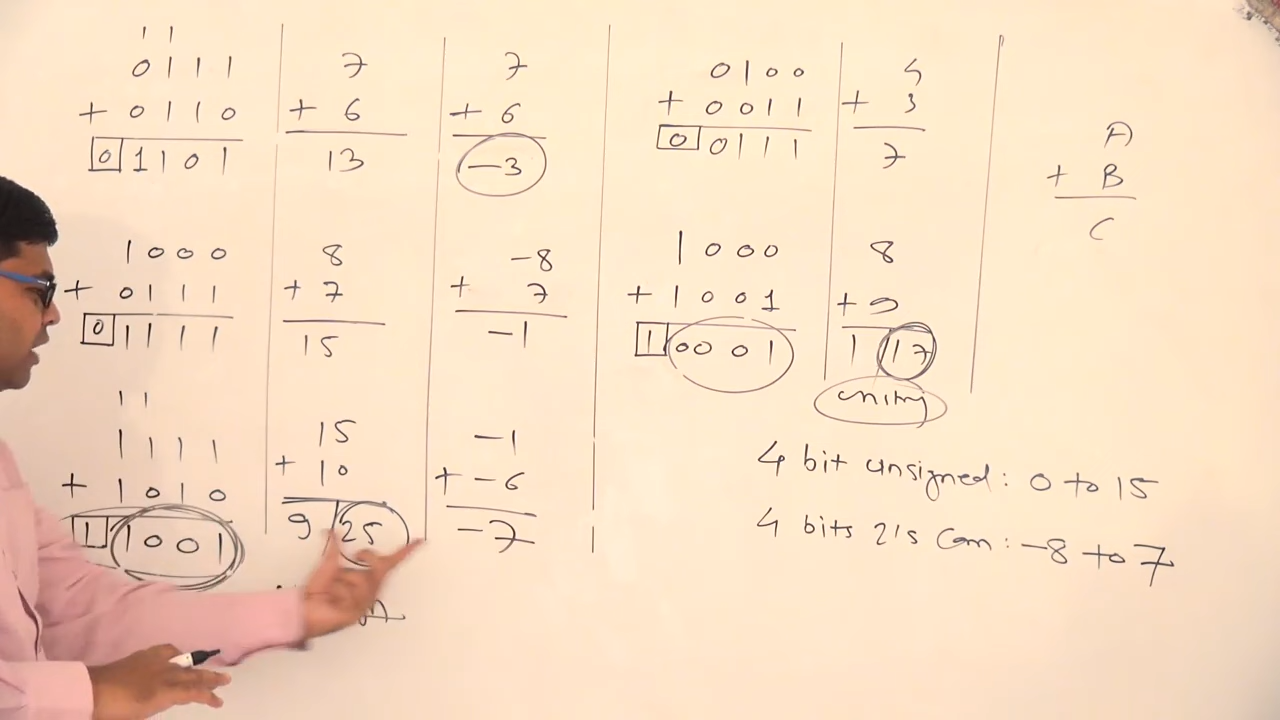 1 1
0 1 1 1
+ 0 1 1 0
0 1 1 0 1
7
+ 6
13
7
+ 6
-3
0 1 0 0
+ 0 0 1 1
0 0 1 1 1
4
+ 3
7
A
+ B
C
1 0 0 0
+ 0 1 1 1
0 1 1 1 1
8
+ 7
15
-8
+ 7
-1
1 0 0 0
+ 1 0 0 1
1 0 0 0 1
8
+ 9
1 17
1 1
1 1 1 1
+ 1 0 1 0
1 1 0 0 1
15
+ 10
9 25
-1
+ -6
-7
4 bit unsigned: 0 to 15
4 bits 2's com: -8 to 7